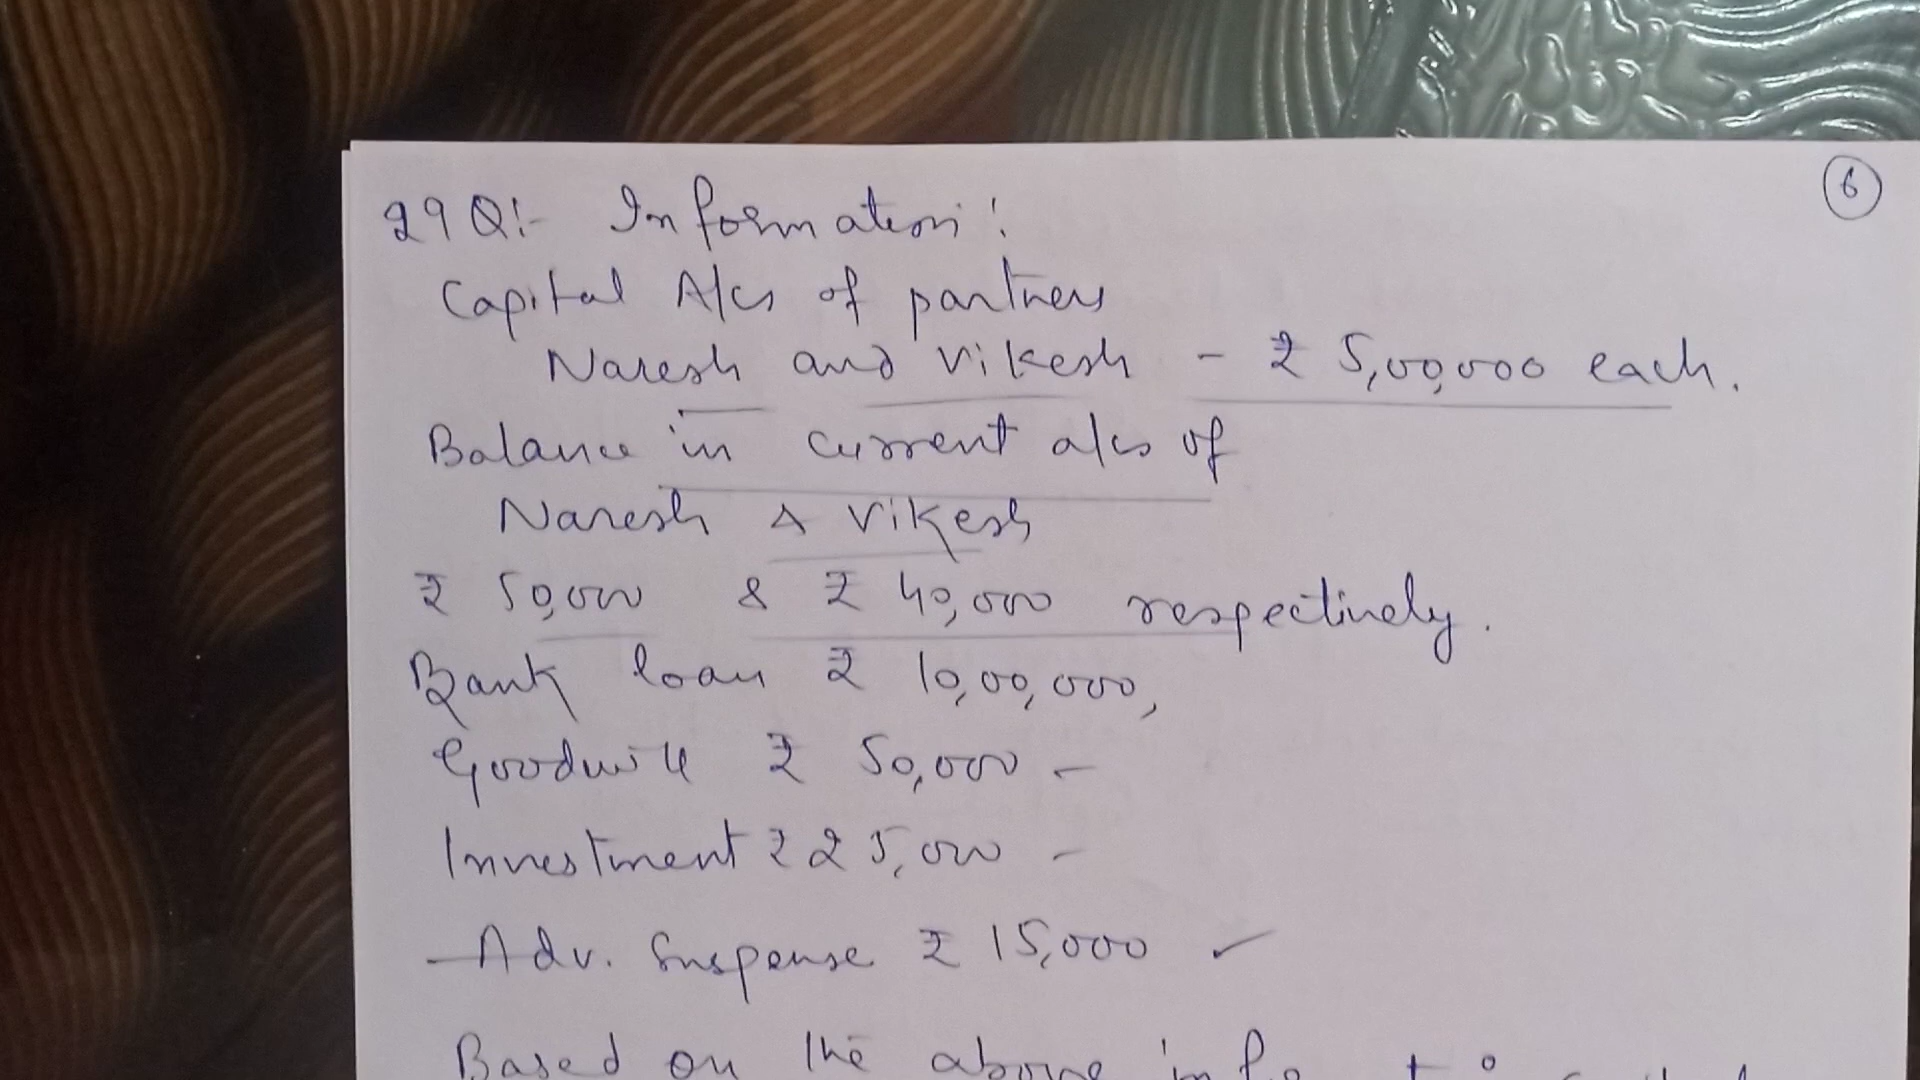 29 Q:- Information:
6
Capital A/cs of partners
Naresh and Vikesh - ₹ 5,00,000 each.
Balance in current a/cs of
Naresh & Vikesh
₹ 50,000 & ₹ 40,000 respectively.
Bank loan ₹ 10,00,000,
Goodwill ₹ 50,000 -
Investment ₹ 25,000 -
Adv. Suspense ₹ 15,000 ✓
Based on the above